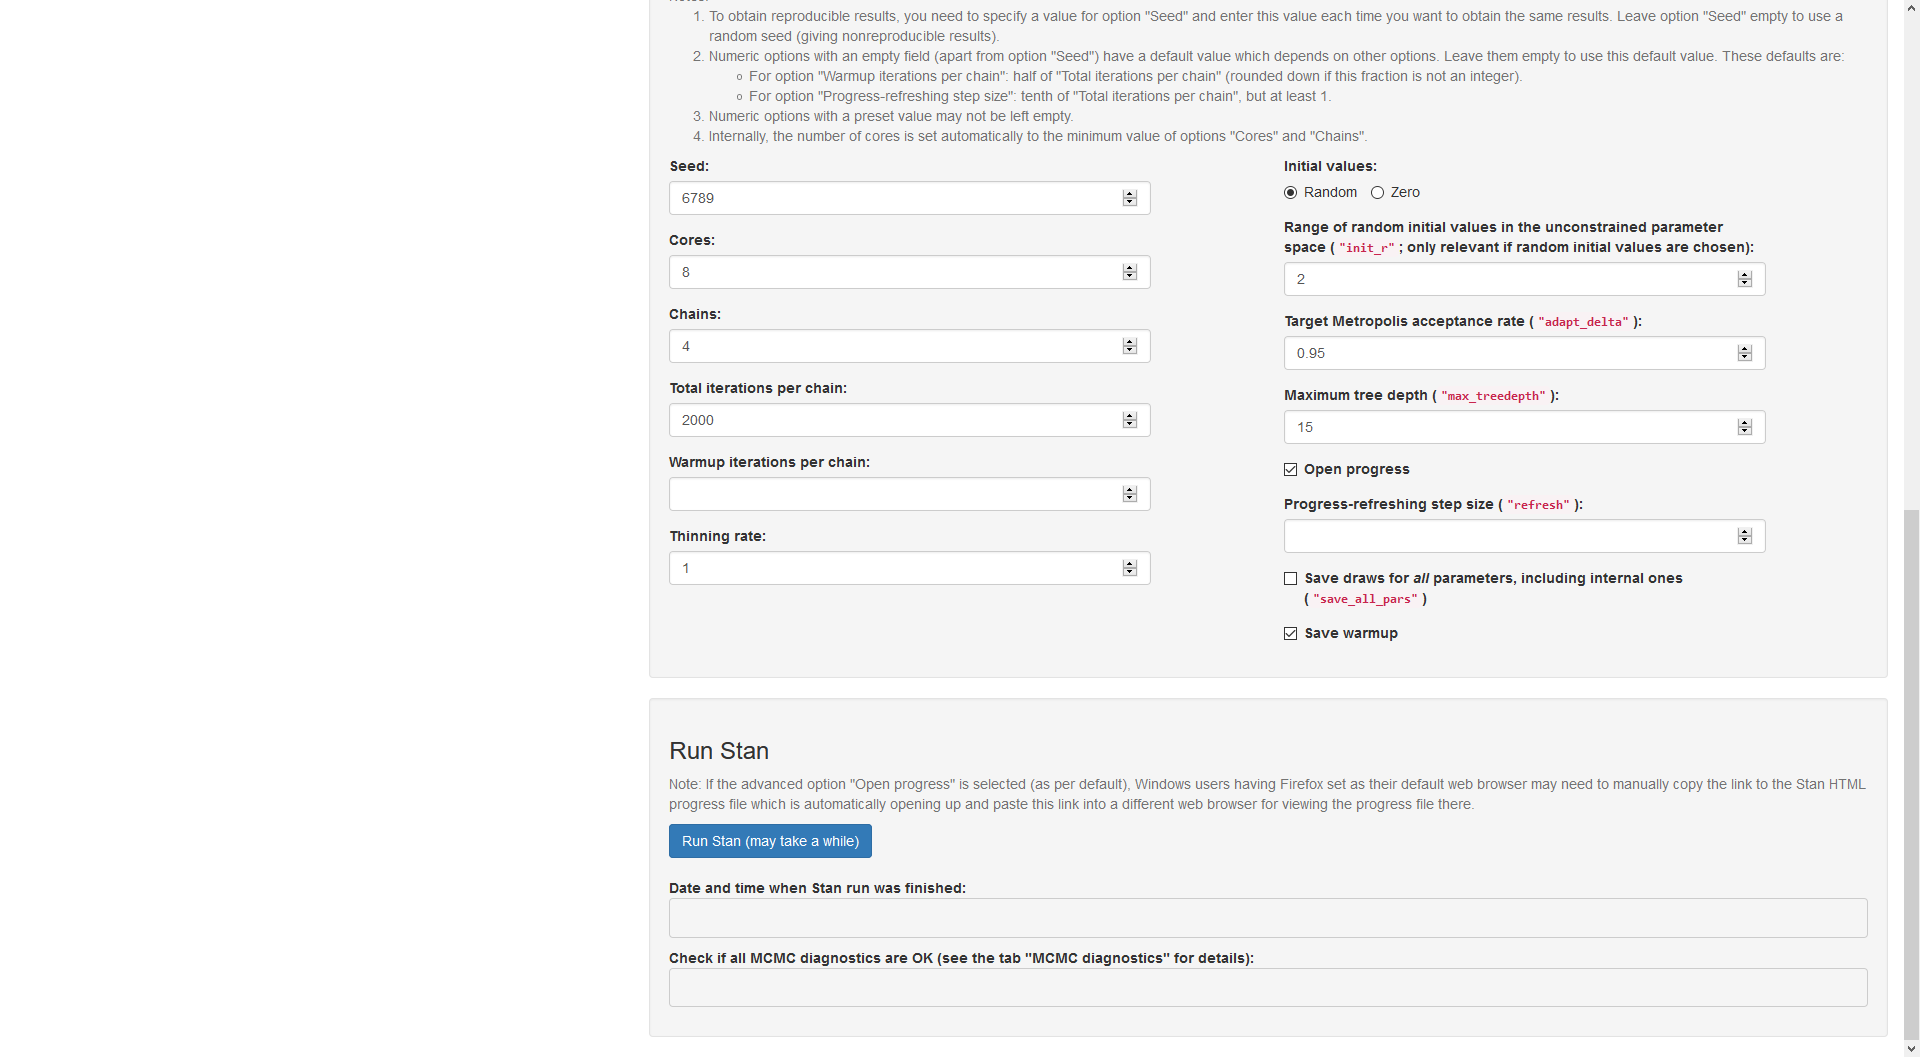 1. To obtain reproducible results, you need to specify a value for option "Seed" and enter this value each time you want to obtain the same results. Leave option "Seed" empty to use a
random seed (giving nonreproducible results).
2. Numeric options with an empty field (apart from option "Seed") have a default value which depends on other options. Leave them empty to use this default value. These defaults are:
For option "Warmup iterations per chain": half of "Total iterations per chain" (rounded down if this fraction is not an integer).
For option "Progress-refreshing step size": tenth of "Total iterations per chain", but at least 1.
3. Numeric options with a preset value may not be left empty.
4. Internally, the number of cores is set automatically to the minimum value of options "Cores" and "Chains".
Seed:
6789
Cores:
8
Chains:
4
Total iterations per chain:
2000
Warmup iterations per chain:
Thinning rate:
1
Initial values:
Random Zero
Range of random initial values in the unconstrained parameter
space ( "init_r" ; only relevant if random initial values are chosen):
2
Target Metropolis acceptance rate ( "adapt_delta" ):
0.95
Maximum tree depth ( "max_treedepth" ):
15
Open progress
Progress-refreshing step size ( "refresh" ):
Save draws for all parameters, including internal ones
( "save_all_pars" )
Save warmup
Run Stan
Note: If the advanced option "Open progress" is selected (as per default), Windows users having Firefox set as their default web browser may need to manually copy the link to the Stan HTML
progress file which is automatically opening up and paste this link into a different web browser for viewing the progress file there.
Run Stan (may take a while)
Date and time when Stan run was finished:
Check if all MCMC diagnostics are OK (see the tab "MCMC diagnostics" for details):